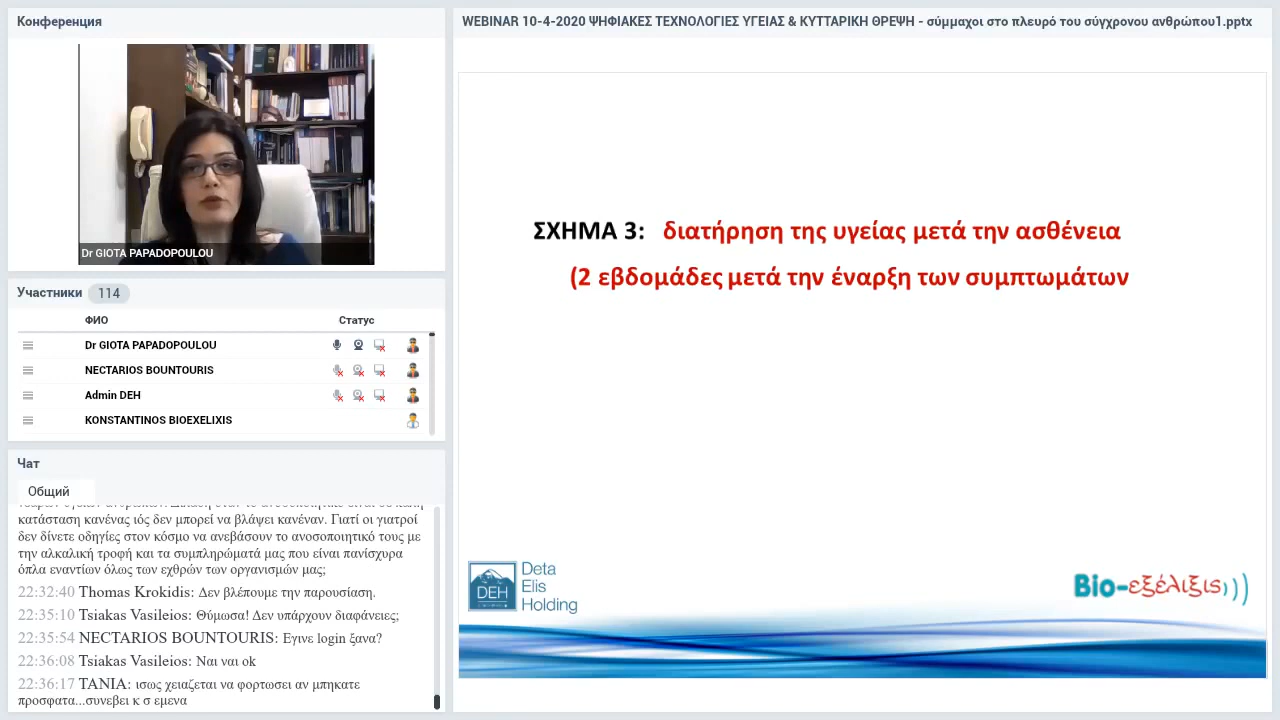 Конференция
Dr GIOTA PAPADOPOULOU
Участники 114
ФИО Статус
Dr GIOTA PAPADOPOULOU
NECTARIOS BOUNTOURIS
Admin DEH
KONSTANTINOS BIOEXELIXIS
Чат
Общий
κατάσταση κανένας ιός δεν μπορεί να βλάψει κανέναν. Γιατί οι γιατροί
δεν δίνετε οδηγίες στον κόσμο να ανεβάσουν το ανοσοποιητικό τους με
την αλκαλική τροφή και τα συμπληρώματά μας που είναι πανίσχυρα
όπλα εναντίων όλως των εχθρών των οργανισμών μας;
22:32:40 Thomas Krokidis: Δεν βλέπουμε την παρουσίαση.
22:35:10 Tsiakas Vasileios: Θύμωσα! Δεν υπάρχουν διαφάνειες;
22:35:54 NECTARIOS BOUNTOURIS: Εγινε login ξανα?
22:36:08 Tsiakas Vasileios: Ναι ναι ok
22:36:17 TANIA: ισως χειαζεται να φορτωσει αν μπηκατε
προσφατα...συνεβει κ σ εμενα
WEBINAR 10-4-2020 ΨΗΦΙΑΚΕΣ ΤΕΧΝΟΛΟΓΙΕΣ ΥΓΕΙΑΣ & ΚΥΤΤΑΡΙΚΗ ΘΡΕΨΗ - σύμμαχοι στο πλευρό του σύγχρονου ανθρώπου1.pptx
ΣΧΗΜΑ 3: διατήρηση της υγείας μετά την ασθένεια
(2 εβδομάδες μετά την έναρξη των συμπτωμάτων
DEH
Deta
Elis
Holding
Bio-εξέλιξις)))